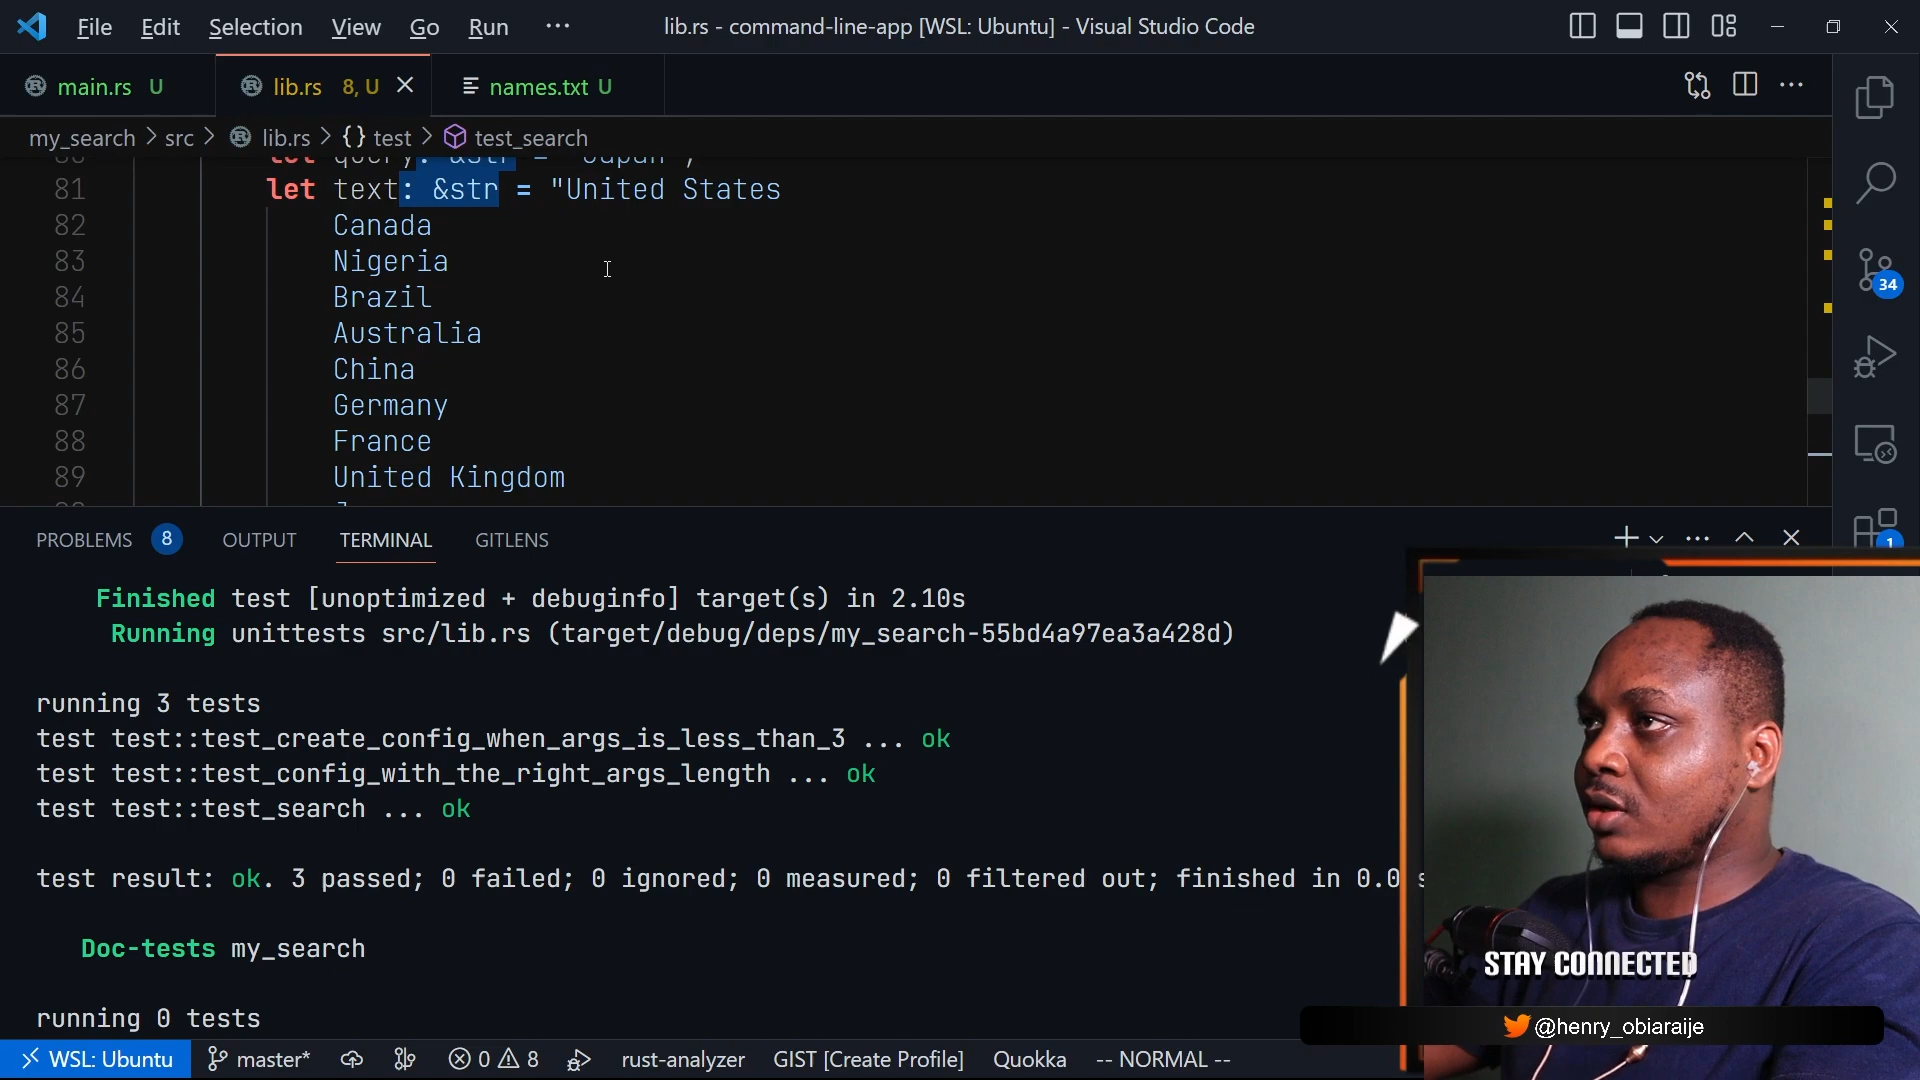 File Edit Selection View Go Run ··· lib.rs - command-line-app [WSL: Ubuntu] - Visual Studio Code
main.rs U lib.rs 8, U names.txt U
my_search > src > lib.rs > {} test > test_search
let query: &str = "Japan";
81 let text: &str = "United States
82 Canada
83 Nigeria
84 Brazil
85 Australia
86 China
87 Germany
88 France
89 United Kingdom
34
1
PROBLEMS 8 OUTPUT TERMINAL GITLENS
Finished test [unoptimized + debuginfo] target(s) in 2.10s
Running unittests src/lib.rs (target/debug/deps/my_search-55bd4a97ea3a428d)
running 3 tests
test test::test_create_config_when_args_is_less_than_3 ... ok
test test::test_config_with_the_right_args_length ... ok
test test::test_search ... ok
test result: ok. 3 passed; 0 failed; 0 ignored; 0 measured; 0 filtered out; finished in 0.0
Doc-tests my_search
running 0 tests
STAY CONNECTED
@henry_obiaraije
WSL: Ubuntu master* 0 8 rust-analyzer GIST [Create Profile] Quokka -- NORMAL --